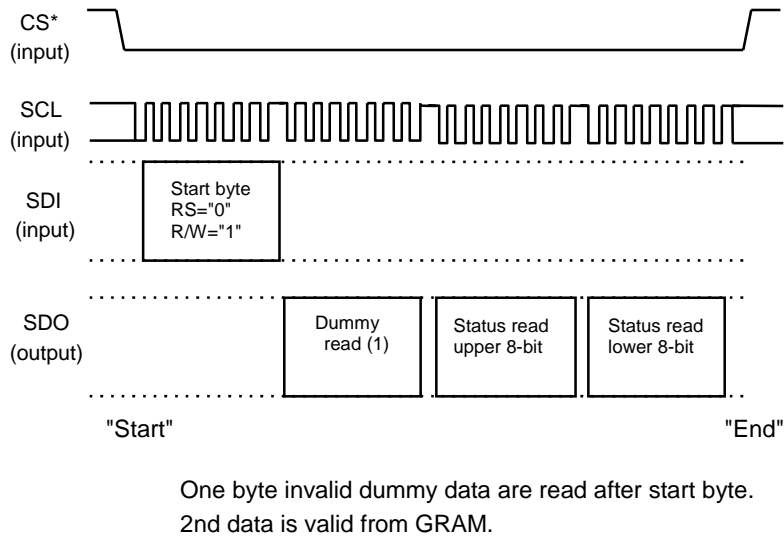 CS*
(input)
SCL
(input)
SDI
(input)
Start byte
RS="0"
R/W="1"
SDO
(output)
Dummy
read (1)
Status read
upper 8-bit
Status read
lower 8-bit
"Start"
"End"
One byte invalid dummy data are read after start byte.
2nd data is valid from GRAM.